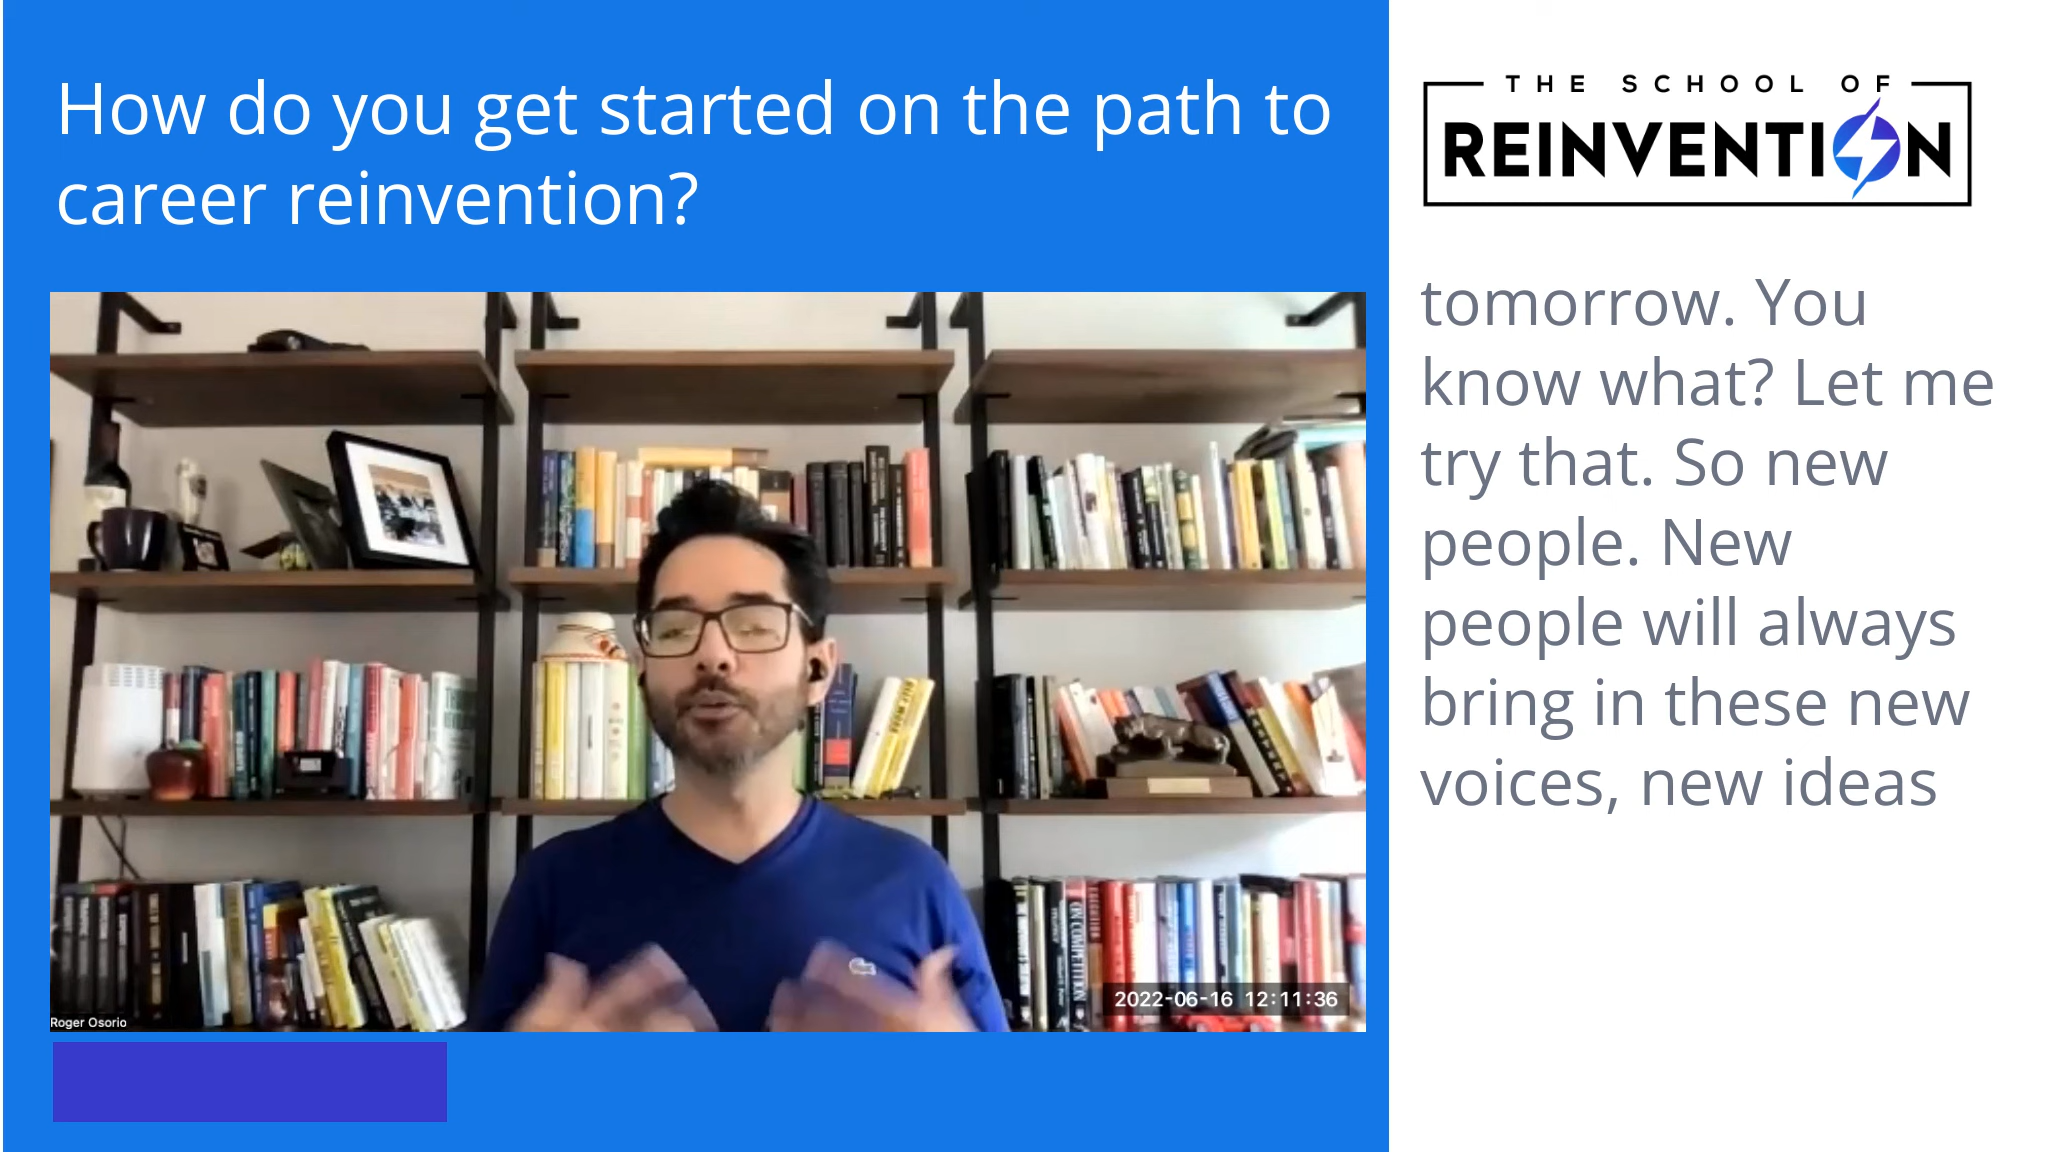 How do you get started on the path to
career reinvention?
THE SCHOOL OF
REINVENTION
tomorrow. You
know what? Let me
try that. So new
people. New
people will always
bring in these new
voices, new ideas
ON COMPETITION
2022-06-16 12:11:36
Roger Osorio